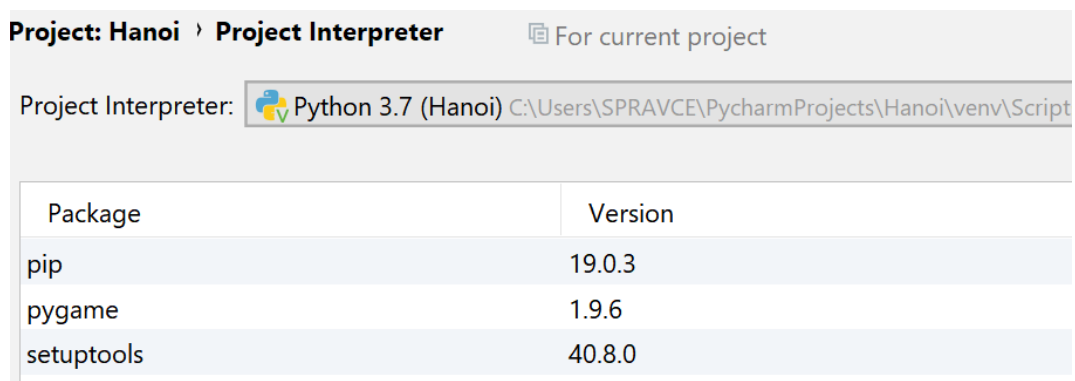 Project: Hanoi › Project Interpreter For current project
Project Interpreter: Python 3.7 (Hanoi) C:\Users\SPRAVCE\PycharmProjects\Hanoi\venv\Script
Package Version
pip 19.0.3
pygame 1.9.6
setuptools 40.8.0